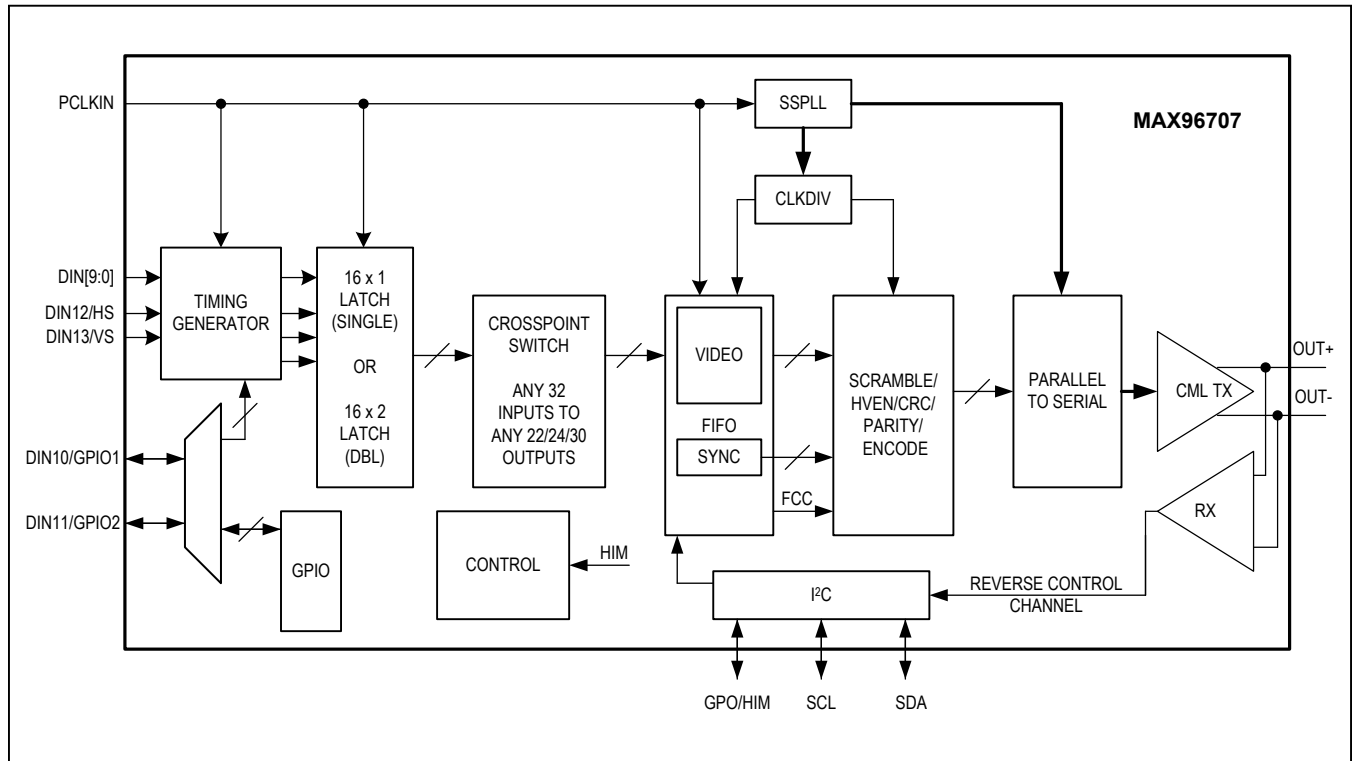 PCLKIN
SSPLL
MAX96707
CLKDIV
DIN[9:0]
DIN12/HS
DIN13/VS
TIMING
GENERATOR
16 x 1
LATCH
(SINGLE)
OR
16 x 2
LATCH
(DBL)
CROSSPOINT
SWITCH
ANY 32
INPUTS TO
ANY 22/24/30
OUTPUTS
VIDEO
FIFO
SYNC
FCC
SCRAMBLE/
HVEN/CRC/
PARITY/
ENCODE
PARALLEL
TO SERIAL
CML TX
OUT+
OUT-
RX
DIN10/GPIO1
DIN11/GPIO2
GPIO
CONTROL
HIM
I²C
REVERSE CONTROL
CHANNEL
GPO/HIM
SCL
SDA